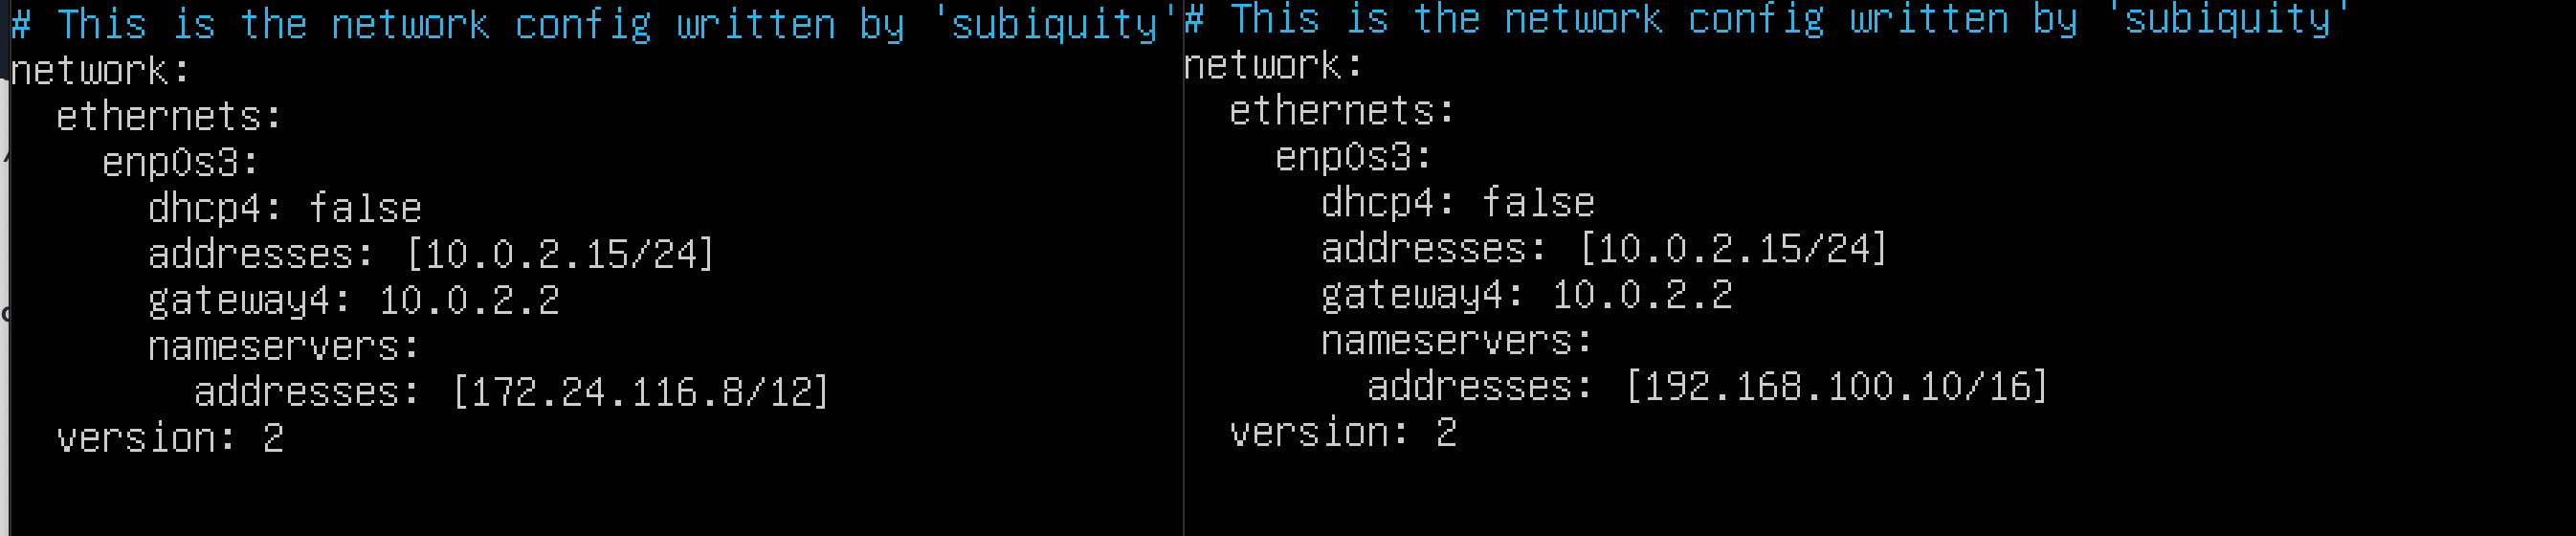 # This is the network config written by 'subiquity'
network:
  ethernets:
    enp0s3:
      dhcp4: false
      addresses: [10.0.2.15/24]
      gateway4: 10.0.2.2
      nameservers:
        addresses: [172.24.116.8/12]
  version: 2
# This is the network config written by 'subiquity'
network:
  ethernets:
    enp0s3:
      dhcp4: false
      addresses: [10.0.2.15/24]
      gateway4: 10.0.2.2
      nameservers:
        addresses: [192.168.100.10/16]
  version: 2